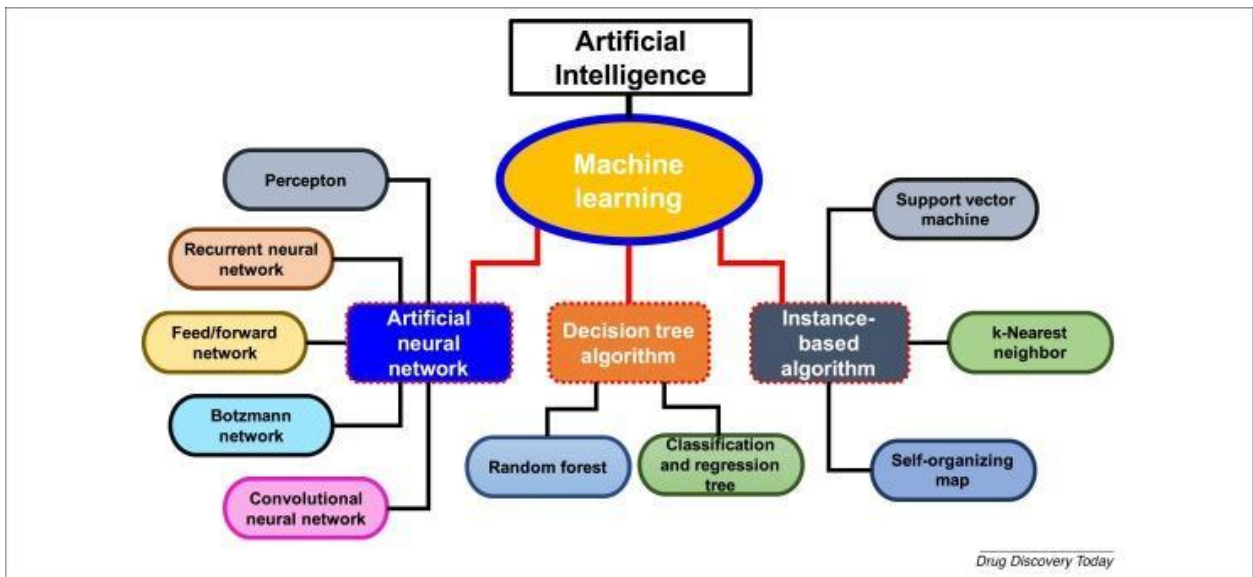 Artificial
Intelligence
Machine
learning
Percepton
Recurrent neural
network
Feed/forward
network
Botzmann
network
Convolutional
neural network
Artificial
neural
network
Decision tree
algorithm
Instance-
based
algorithm
Random forest
Classification
and regression
tree
Support vector
machine
k-Nearest
neighbor
Self-organizing
map
Drug Discovery Today